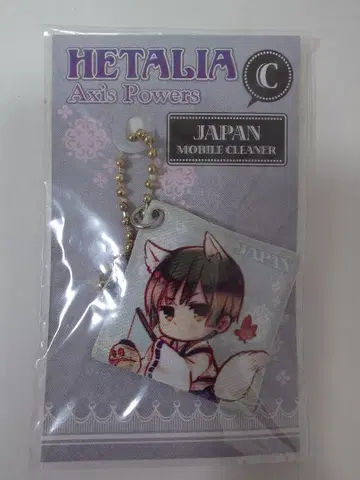 HETALIA
Axis Powers
C
JAPAN
MOBILE CLEANER
JAPAN